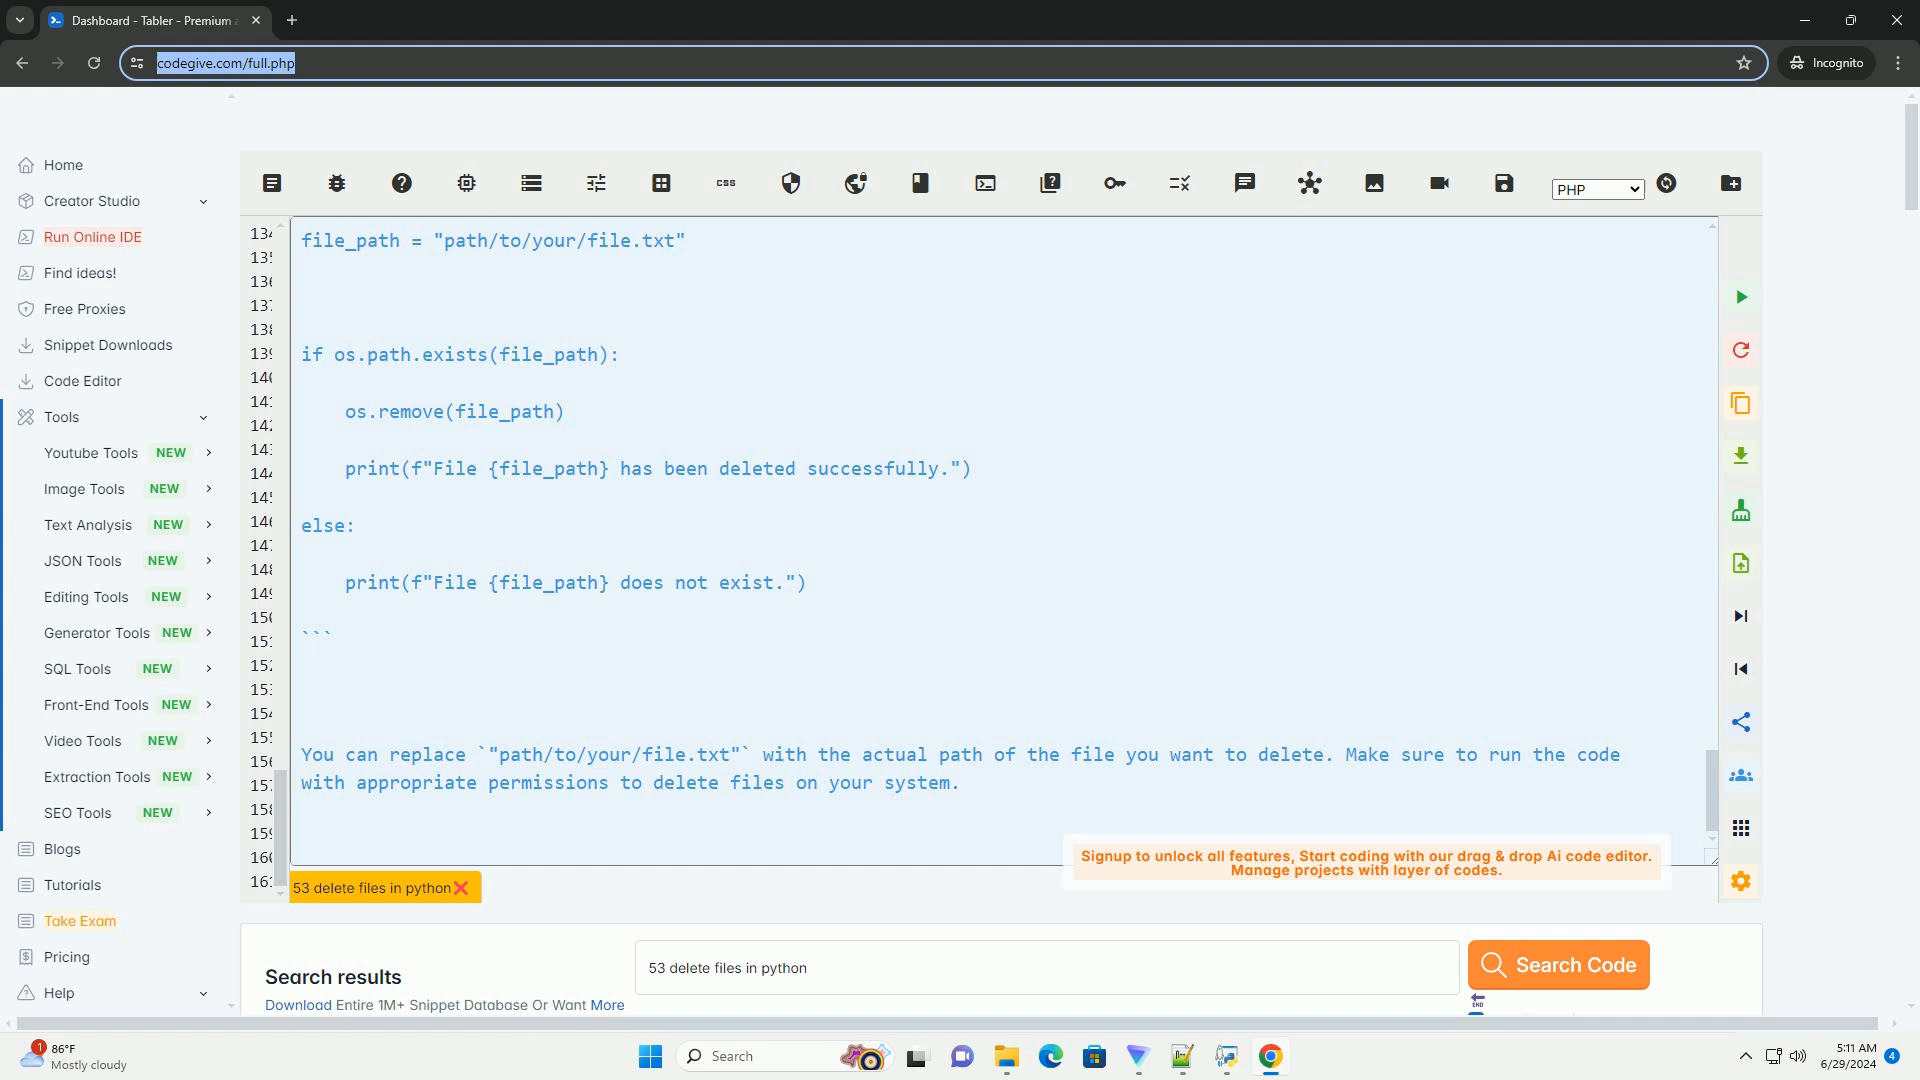 Dashboard - Tabler - Premium
codegive.com/full.php
Incognito
Home
Creator Studio
Run Online IDE
Find ideas!
Free Proxies
Snippet Downloads
Code Editor
Tools
Youtube Tools NEW
Image Tools NEW
Text Analysis NEW
JSON Tools NEW
Editing Tools NEW
Generator Tools NEW
SQL Tools NEW
Front-End Tools NEW
Video Tools NEW
Extraction Tools NEW
SEO Tools NEW
Blogs
Tutorials
Take Exam
Pricing
Help
css
PHP
file_path = "path/to/your/file.txt"
if os.path.exists(file_path):
os.remove(file_path)
print(f"File {file_path} has been deleted successfully.")
else:
print(f"File {file_path} does not exist.")
```
You can replace `"path/to/your/file.txt"` with the actual path of the file you want to delete. Make sure to run the code
with appropriate permissions to delete files on your system.
Signup to unlock all features, Start coding with our drag & drop Ai code editor.
Manage projects with layer of codes.
53 delete files in python
Search results
Download Entire 1M+ Snippet Database Or Want More
53 delete files in python
Search Code
END
1
86°F
Mostly cloudy
Search
5:11 AM
6/29/2024
4